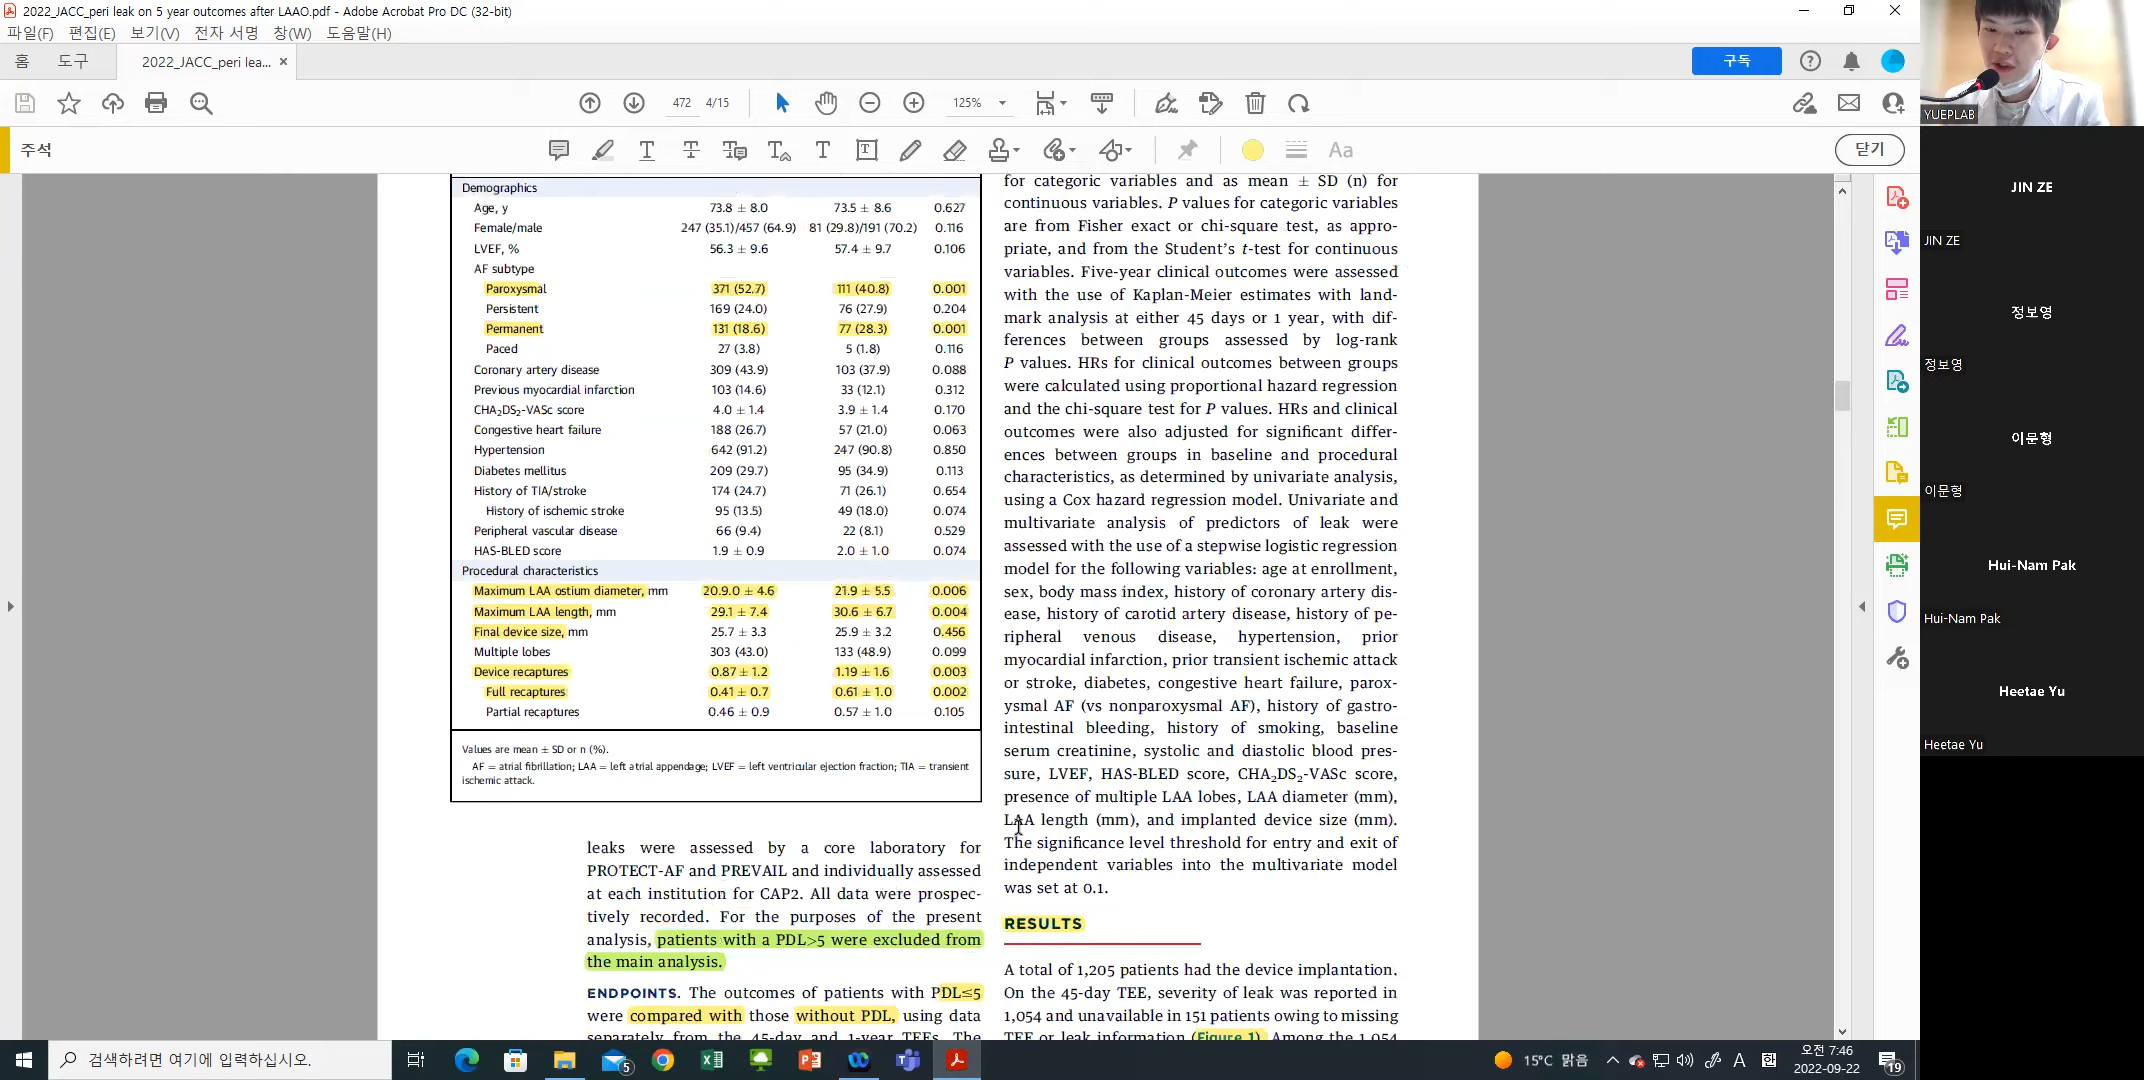 2022_JACC_peri leak on 5 year outcomes after LAAO.pdf - Adobe Acrobat Pro DC (32-bit)
파일(F) 편집(E) 보기(V) 전자 서명 창(W) 도움말(H)
홈 도구 2022_JACC_peri lea... × 구독
472 4/15 125%
주석 Aa 닫기
Demographics
Age, y 73.8 ± 8.0 73.5 ± 8.6 0.627
Female/male 247 (35.1)/457 (64.9) 81 (29.8)/191 (70.2) 0.116
LVEF, % 56.3 ± 9.6 57.4 ± 9.7 0.106
AF subtype
Paroxysmal 371 (52.7) 111 (40.8) 0.001
Persistent 169 (24.0) 76 (27.9) 0.204
Permanent 131 (18.6) 77 (28.3) 0.001
Paced 27 (3.8) 5 (1.8) 0.116
Coronary artery disease 309 (43.9) 103 (37.9) 0.088
Previous myocardial infarction 103 (14.6) 33 (12.1) 0.312
CHA₂DS₂-VASc score 4.0 ± 1.4 3.9 ± 1.4 0.170
Congestive heart failure 188 (26.7) 57 (21.0) 0.063
Hypertension 642 (91.2) 247 (90.8) 0.850
Diabetes mellitus 209 (29.7) 95 (34.9) 0.113
History of TIA/stroke 174 (24.7) 71 (26.1) 0.654
History of ischemic stroke 95 (13.5) 49 (18.0) 0.074
Peripheral vascular disease 66 (9.4) 22 (8.1) 0.529
HAS-BLED score 1.9 ± 0.9 2.0 ± 1.0 0.074
Procedural characteristics
Maximum LAA ostium diameter, mm 20.9.0 ± 4.6 21.9 ± 5.5 0.006
Maximum LAA length, mm 29.1 ± 7.4 30.6 ± 6.7 0.004
Final device size, mm 25.7 ± 3.3 25.9 ± 3.2 0.456
Multiple lobes 303 (43.0) 133 (48.9) 0.099
Device recaptures 0.87 ± 1.2 1.19 ± 1.6 0.003
Full recaptures 0.41 ± 0.7 0.61 ± 1.0 0.002
Partial recaptures 0.46 ± 0.9 0.57 ± 1.0 0.105
Values are mean ± SD or n (%).
AF = atrial fibrillation; LAA = left atrial appendage; LVEF = left ventricular ejection fraction; TIA = transient
ischemic attack.
leaks were assessed by a core laboratory for
PROTECT-AF and PREVAIL and individually assessed
at each institution for CAP2. All data were prospec-
tively recorded. For the purposes of the present
analysis, patients with a PDL>5 were excluded from
the main analysis.
ENDPOINTS. The outcomes of patients with PDL≤5
were compared with those without PDL, using data
separately from the 45-day and 1-year TEEs. The
for categoric variables and as mean ± SD (n) for
continuous variables. P values for categoric variables
are from Fisher exact or chi-square test, as appro-
priate, and from the Student's t-test for continuous
variables. Five-year clinical outcomes were assessed
with the use of Kaplan-Meier estimates with land-
mark analysis at either 45 days or 1 year, with dif-
ferences between groups assessed by log-rank
P values. HRs for clinical outcomes between groups
were calculated using proportional hazard regression
and the chi-square test for P values. HRs and clinical
outcomes were also adjusted for significant differ-
ences between groups in baseline and procedural
characteristics, as determined by univariate analysis,
using a Cox hazard regression model. Univariate and
multivariate analysis of predictors of leak were
assessed with the use of a stepwise logistic regression
model for the following variables: age at enrollment,
sex, body mass index, history of coronary artery dis-
ease, history of carotid artery disease, history of pe-
ripheral venous disease, hypertension, prior
myocardial infarction, prior transient ischemic attack
or stroke, diabetes, congestive heart failure, parox-
ysmal AF (vs nonparoxysmal AF), history of gastro-
intestinal bleeding, history of smoking, baseline
serum creatinine, systolic and diastolic blood pres-
sure, LVEF, HAS-BLED score, CHA₂DS₂-VASc score,
presence of multiple LAA lobes, LAA diameter (mm),
LAA length (mm), and implanted device size (mm).
The significance level threshold for entry and exit of
independent variables into the multivariate model
was set at 0.1.
RESULTS
A total of 1,205 patients had the device implantation.
On the 45-day TEE, severity of leak was reported in
1,054 and unavailable in 151 patients owing to missing
TEE or leak information (Figure 1). Among the 1,054
YUEPLAB
JIN ZE
JIN ZE
정보영
정보영
이문형
이문형
Hui-Nam Pak
Hui-Nam Pak
Heetae Yu
Heetae Yu
검색하려면 여기에 입력하십시오.
5
15°C 맑음
A 한
오전 7:46
2022-09-22
19